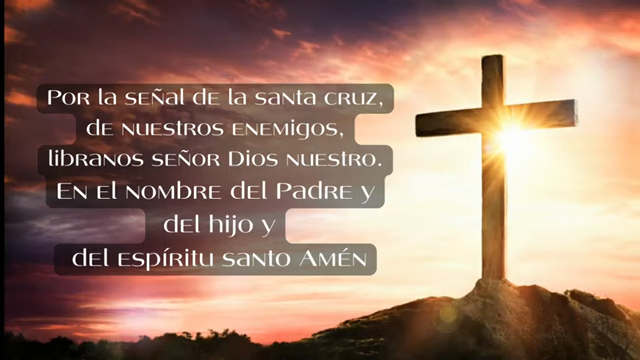 Por la señal de la santa cruz,
de nuestros enemigos,
libranos señor Dios nuestro.
En el nombre del Padre y
del hijo y
del espíritu santo Amén